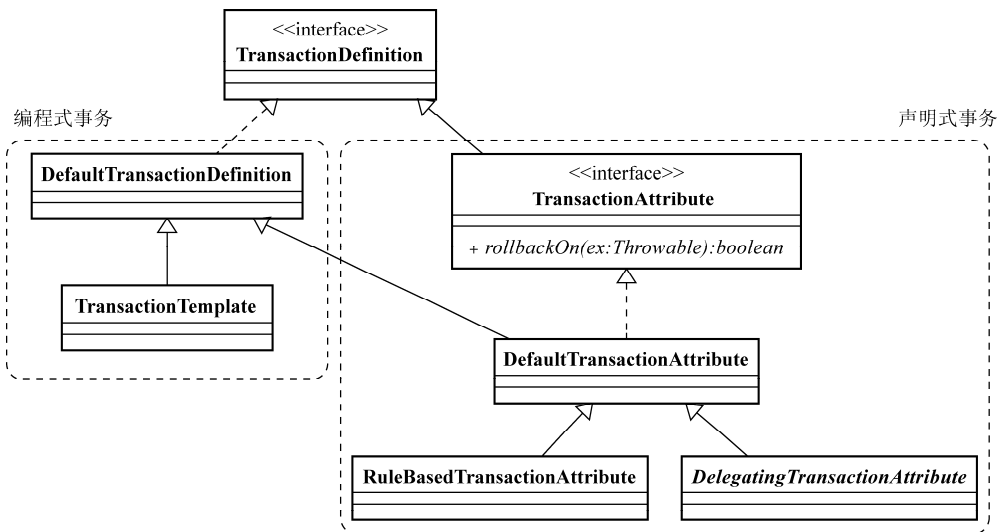 <<interface>>
TransactionDefinition
编程式事务
声明式事务
DefaultTransactionDefinition
<<interface>>
TransactionAttribute
+ rollbackOn(ex:Throwable):boolean
TransactionTemplate
DefaultTransactionAttribute
RuleBasedTransactionAttribute
DelegatingTransactionAttribute